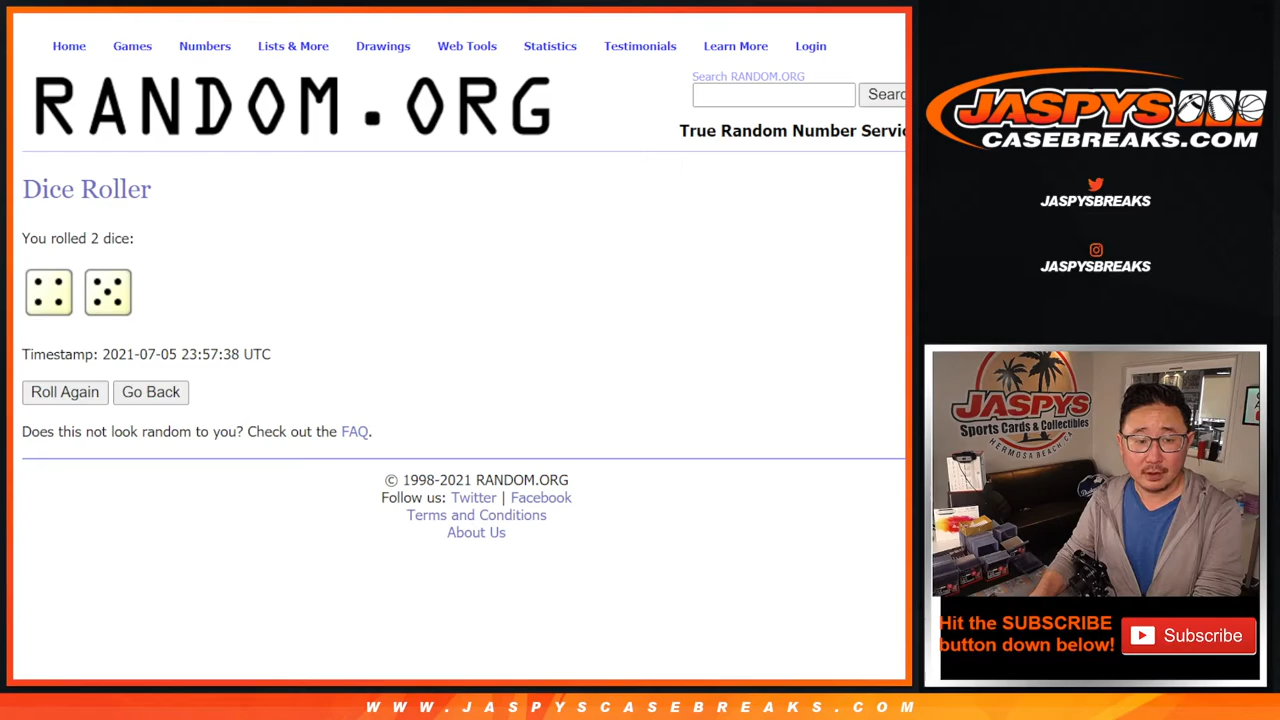 Home Games Numbers Lists & More Drawings Web Tools Statistics Testimonials Learn More Login
RANDOM.ORG
Search RANDOM.ORG
Searc
True Random Number Servic
Dice Roller
You rolled 2 dice:
Timestamp: 2021-07-05 23:57:38 UTC
Roll Again Go Back
Does this not look random to you? Check out the FAQ.
© 1998-2021 RANDOM.ORG
Follow us: Twitter | Facebook
Terms and Conditions
About Us
JASPYS
CASEBREAKS.COM
JASPYSBREAKS
JASPYSBREAKS
JASPYS
Sports Cards & Collectibles
HERMOSA BEACH CA
Hit the SUBSCRIBE
button down below!
Subscribe
WWW.JASPYSCASEBREAKS.COM